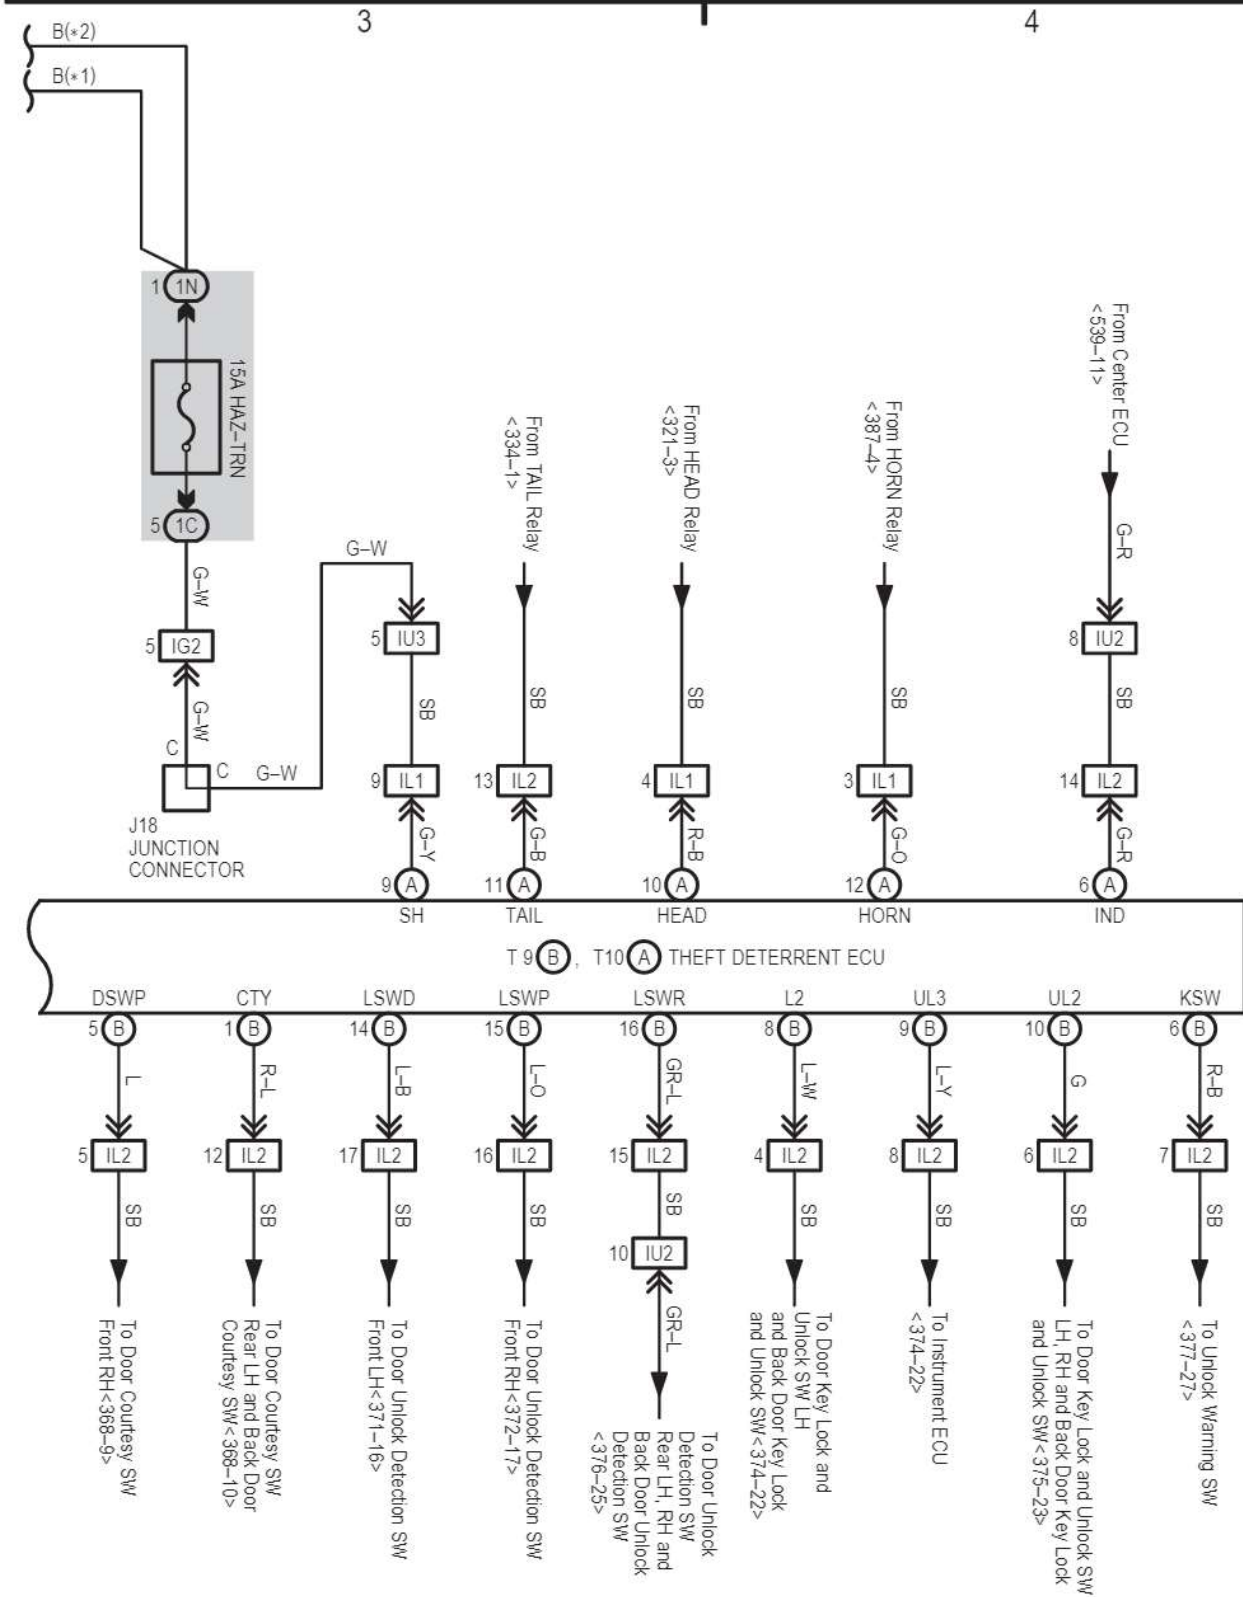 3
4
B(*2)
B(*1)
1 1N
15A HAZ–TRN
5 1C
G–W
5 IG2
G–W
C
C
G–W
J18
JUNCTION
CONNECTOR
G–W
5 IU3
SB
9 IL1
G–Y
9 A
SH
From TAIL Relay
<334–1>
SB
13 IL2
G–B
11 A
TAIL
From HEAD Relay
<321–3>
SB
4 IL1
R–B
10 A
HEAD
From HORN Relay
<387–4>
SB
3 IL1
G–O
12 A
HORN
From Center ECU
<539–11>
G–R
8 IU2
SB
14 IL2
G–R
6 A
IND
T 9 B , T10 A THEFT DETERRENT ECU
DSWP
5 B
L
5 IL2
SB
To Door Courtesy SW
Front RH<368–9>
CTY
1 B
R–L
12 IL2
SB
To Door Courtesy SW
Rear LH and Back Door
Courtesy SW<368–10>
LSWD
14 B
L–B
17 IL2
SB
To Door Unlock Detection SW
Front LH<371–16>
LSWP
15 B
L–O
16 IL2
SB
To Door Unlock Detection SW
Front RH<372–17>
LSWR
16 B
GR–L
15 IL2
SB
10 IU2
GR–L
To Door Unlock
Detection SW
Rear LH, RH and
Back Door Unlock
Detection SW
<376–25>
L2
8 B
L–W
4 IL2
SB
To Door Key Lock and
Unlock SW LH
and Back Door Key Lock
and Unlock SW<374–22>
UL3
9 B
L–Y
8 IL2
SB
To Instrument ECU
<374–22>
UL2
10 B
G
6 IL2
SB
To Door Key Lock and Unlock SW
LH, RH and Back Door Key Lock
and Unlock SW<375–23>
KSW
6 B
R–B
7 IL2
SB
To Unlock Warning SW
<377–27>